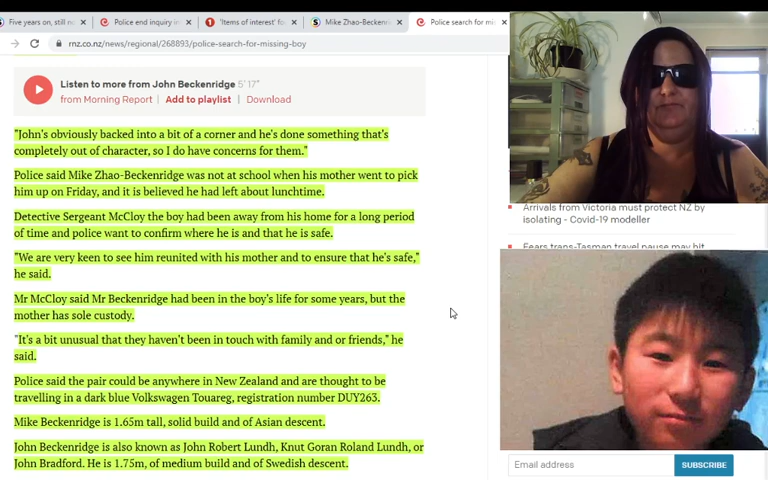 Five years on, still n
Police end inquiry in
'Items of interest' fo
Mike Zhao-Beckenri
Police search for mis
rnz.co.nz/news/regional/268893/police-search-for-missing-boy
Listen to more from John Beckenridge 5′ 17″
from Morning Report | Add to playlist | Download
"John's obviously backed into a bit of a corner and he's done something that's
completely out of character, so I do have concerns for them."
Police said Mike Zhao-Beckenridge was not at school when his mother went to pick
him up on Friday, and it is believed he had left about lunchtime.
Detective Sergeant McCloy the boy had been away from his home for a long period
of time and police want to confirm where he is and that he is safe.
"We are very keen to see him reunited with his mother and to ensure that he's safe,"
he said.
Mr McCloy said Mr Beckenridge had been in the boy's life for some years, but the
mother has sole custody.
"It's a bit unusual that they haven't been in touch with family and or friends," he
said.
Police said the pair could be anywhere in New Zealand and are thought to be
travelling in a dark blue Volkswagen Touareg, registration number DUY263.
Mike Beckenridge is 1.65m tall, solid build and of Asian descent.
John Beckenridge is also known as John Robert Lundh, Knut Goran Roland Lundh, or
John Bradford. He is 1.75m, of medium build and of Swedish descent.
Arrivals from Victoria must protect NZ by
isolating - Covid-19 modeller
Fears trans-Tasman travel pause may hit
Email address
SUBSCRIBE